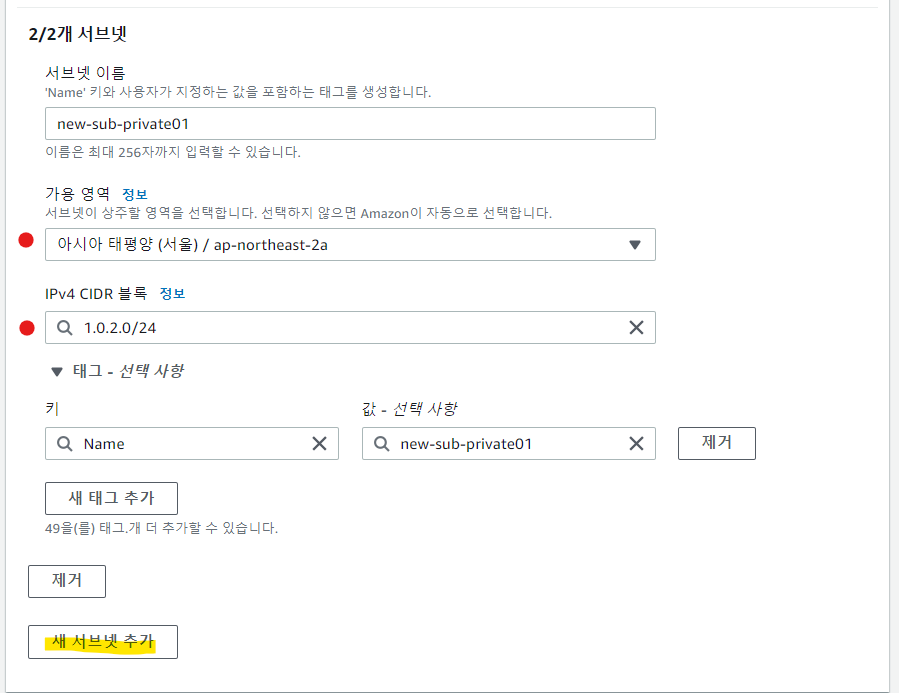 2/2개 서브넷
서브넷 이름
'Name' 키와 사용자가 지정하는 값을 포함하는 태그를 생성합니다.
new-sub-private01
이름은 최대 256자까지 입력할 수 있습니다.
가용 영역 정보
서브넷이 상주할 영역을 선택합니다. 선택하지 않으면 Amazon이 자동으로 선택합니다.
아시아 태평양 (서울) / ap-northeast-2a
IPv4 CIDR 블록 정보
1.0.2.0/24
태그 - 선택 사항
키 값 - 선택 사항
Name new-sub-private01 제거
새 태그 추가
49을(를) 태그.개 더 추가할 수 있습니다.
제거
새 서브넷 추가